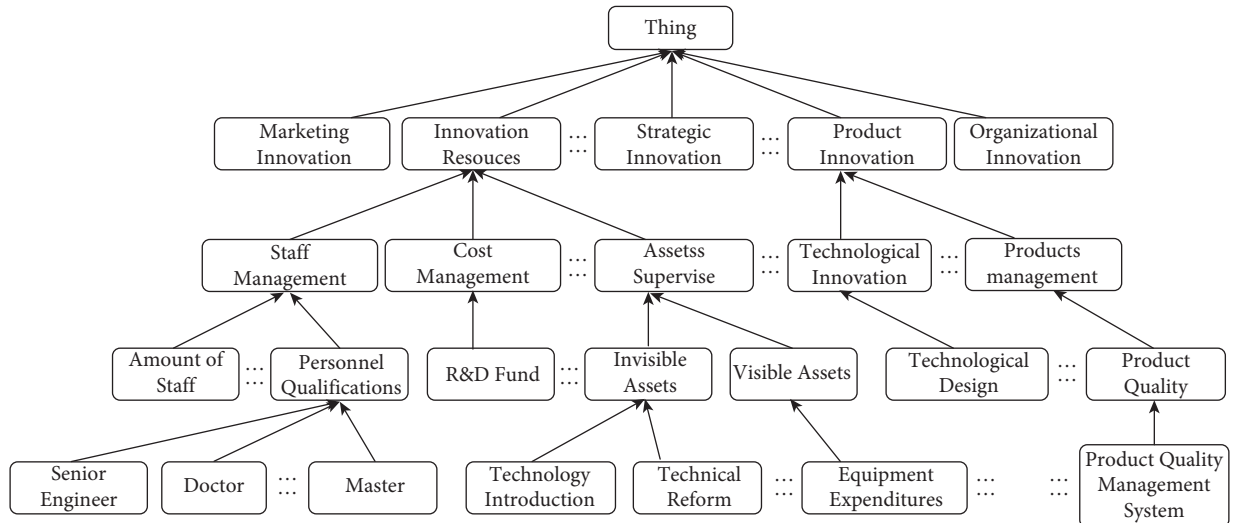 Thing
Marketing
Innovation
Innovation
Resouces
...
...
Strategic
Innovation
...
...
Product
Innovation
Organizational
Innovation
Staff
Management
Cost
Management
...
...
Assetss
Supervise
...
...
Technological
Innovation
...
...
Products
management
Amount of
Staff
...
...
Personnel
Qualifications
R&D Fund
...
...
Invisible
Assets
Visible Assets
Technological
Design
...
...
Product
Quality
Senior
Engineer
Doctor
...
...
Master
Technology
Introduction
Technical
Reform
...
...
Equipment
Expenditures
...
...
...
...
Product Quality
Management
System